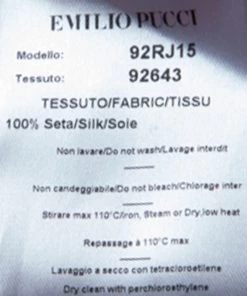 EMILIO PUCCI
Modello: 92RJ15
Tessuto: 92643
TESSUTO/FABRIC/TISSU
100% Seta/Silk/Soie
Non lavare/Do not wash/Lavage interdit
Non candeggiabile/Do not bleach/Chlorage inter
Stirare max 110°C/Iron, Steam or Dry,low heat
Repassage à 110°C max
Lavaggio a secco con tetracloroetilene
Dry clean with perchloroethylene